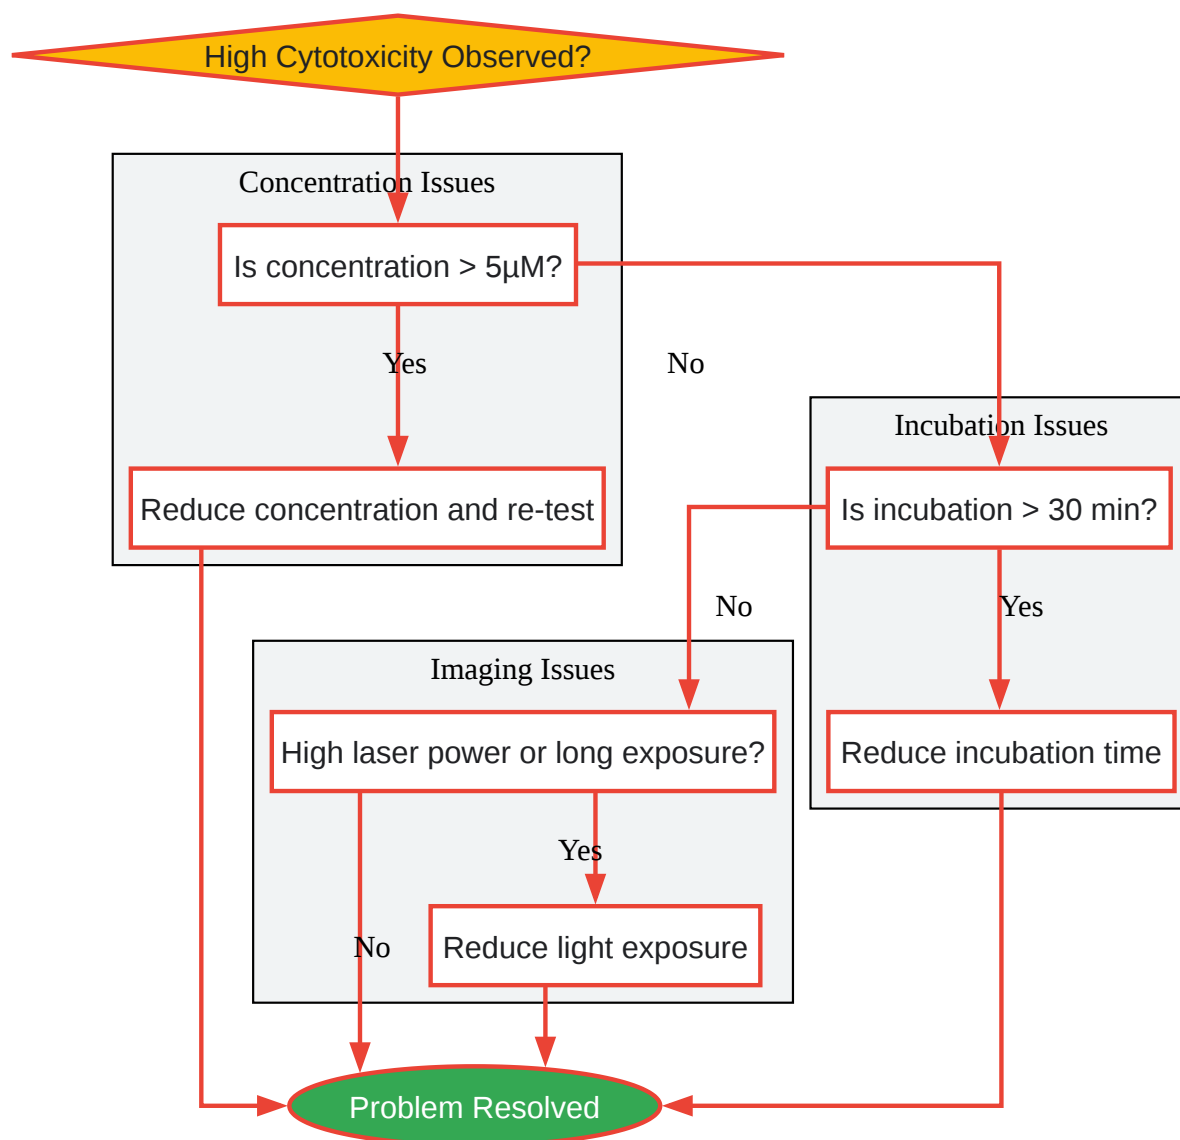 High Cytotoxicity Observed?
Concentration Issues
Is concentration > 5µM?
Yes
No
Incubation Issues
Reduce concentration and re-test
Is incubation > 30 min?
No
Yes
Imaging Issues
High laser power or long exposure?
Reduce incubation time
Yes
No
Reduce light exposure
Problem Resolved